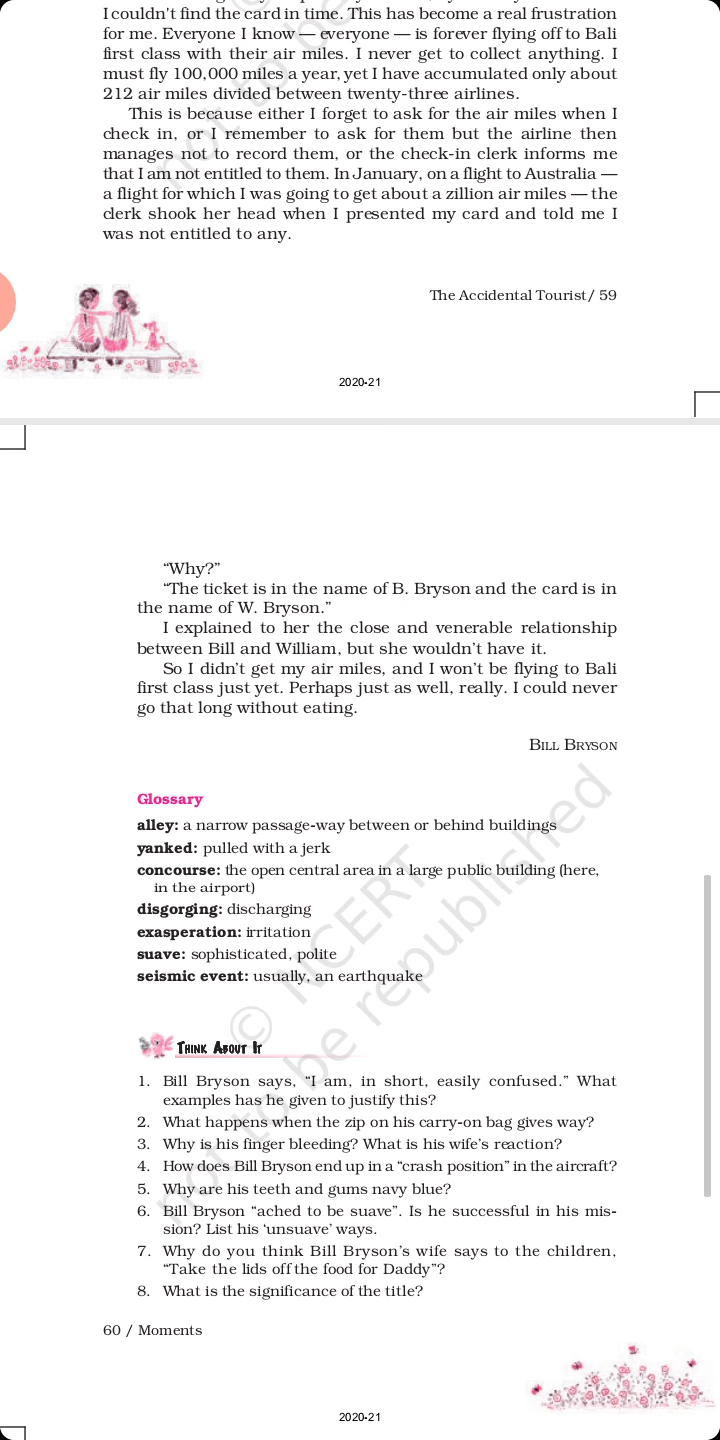 I couldn't find the card in time. This has become a real frustration
for me. Everyone I know — everyone — is forever flying off to Bali
first class with their air miles. I never get to collect anything. I
must fly 100,000 miles a year, yet I have accumulated only about
212 air miles divided between twenty-three airlines.
This is because either I forget to ask for the air miles when I
check in, or I remember to ask for them but the airline then
manages not to record them, or the check-in clerk informs me
that I am not entitled to them. In January, on a flight to Australia —
a flight for which I was going to get about a zillion air miles — the
clerk shook her head when I presented my card and told me I
was not entitled to any.
The Accidental Tourist/ 59
2020-21
“Why?”
“The ticket is in the name of B. Bryson and the card is in
the name of W. Bryson.”
I explained to her the close and venerable relationship
between Bill and William, but she wouldn’t have it.
So I didn’t get my air miles, and I won’t be flying to Bali
first class just yet. Perhaps just as well, really. I could never
go that long without eating.
BILL BRYSON
Glossary
alley: a narrow passage-way between or behind buildings
yanked: pulled with a jerk
concourse: the open central area in a large public building (here,
in the airport)
disgorging: discharging
exasperation: irritation
suave: sophisticated, polite
seismic event: usually, an earthquake
© NCERT
not to be republished
THINK ABOUT IT
1. Bill Bryson says, “I am, in short, easily confused.” What
examples has he given to justify this?
2. What happens when the zip on his carry-on bag gives way?
3. Why is his finger bleeding? What is his wife’s reaction?
4. How does Bill Bryson end up in a “crash position” in the aircraft?
5. Why are his teeth and gums navy blue?
6. Bill Bryson “ached to be suave”. Is he successful in his mis-
sion? List his ‘unsuave’ ways.
7. Why do you think Bill Bryson’s wife says to the children,
“Take the lids off the food for Daddy”?
8. What is the significance of the title?
60 / Moments
2020-21